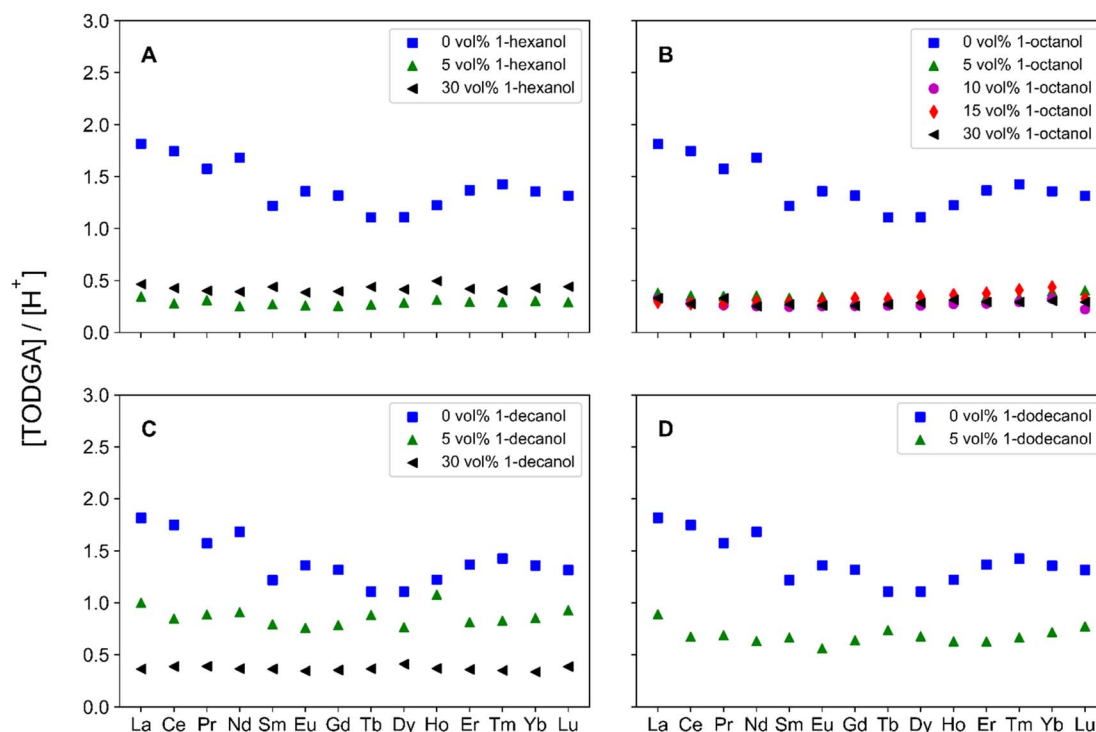 [TODGA] / [H+]
3.0
2.5
2.0
1.5
1.0
0.5
0.0
A
0 vol% 1-hexanol
5 vol% 1-hexanol
30 vol% 1-hexanol
B
0 vol% 1-octanol
5 vol% 1-octanol
10 vol% 1-octanol
15 vol% 1-octanol
30 vol% 1-octanol
3.0
2.5
2.0
1.5
1.0
0.5
0.0
C
0 vol% 1-decanol
5 vol% 1-decanol
30 vol% 1-decanol
La Ce Pr Nd Sm Eu Gd Tb Dy Ho Er Tm Yb Lu
D
0 vol% 1-dodecanol
5 vol% 1-dodecanol
La Ce Pr Nd Sm Eu Gd Tb Dy Ho Er Tm Yb Lu